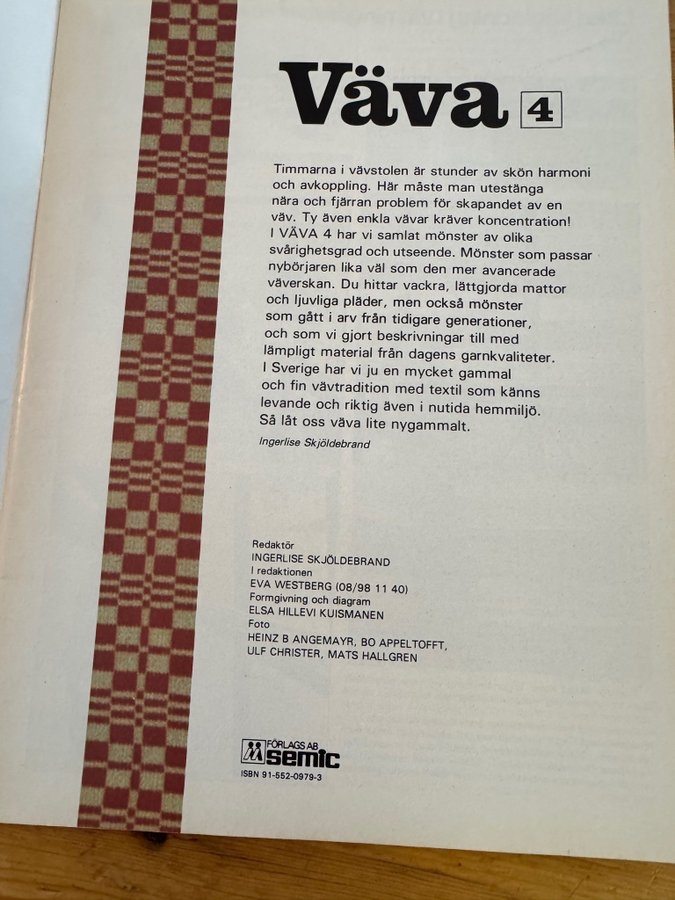 Väva 4
Timmarna i vävstolen är stunder av skön harmoni
och avkoppling. Här måste man utestänga
nära och fjärran problem för skapandet av en
väv. Ty även enkla vävar kräver koncentration!
I VÄVA 4 har vi samlat mönster av olika
svårighetsgrad och utseende. Mönster som passar
nybörjaren lika väl som den mer avancerade
väverskan. Du hittar vackra, lättgjorda mattor
och ljuvliga pläder, men också mönster
som gått i arv från tidigare generationer,
och som vi gjort beskrivningar till med
lämpligt material från dagens garnkvaliteter.
I Sverige har vi ju en mycket gammal
och fin vävtradition med textil som känns
levande och riktig även i nutida hemmiljö.
Så låt oss väva lite nygammalt.
Ingerlise Skjöldebrand
Redaktör
INGERLISE SKJÖLDEBRAND
I redaktionen
EVA WESTBERG (08/98 11 40)
Formgivning och diagram
ELSA HILLEVI KUISMANEN
Foto
HEINZ B ANGEMAYR, BO APPELTOFFT,
ULF CHRISTER, MATS HALLGREN
FÖRLAGS AB
semic
ISBN 91-552-0979-3